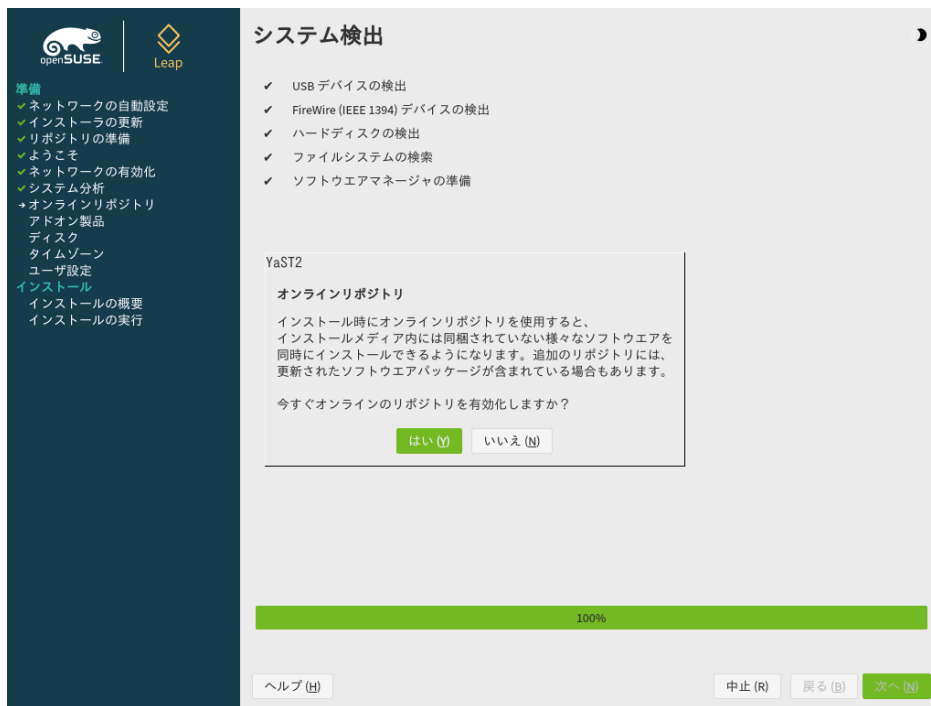 openSUSE.
Leap
準備
ネットワークの自動設定
インストーラの更新
リポジトリの準備
ようこそ
ネットワークの有効化
システム分析
オンラインリポジトリ
アドオン製品
ディスク
タイムゾーン
ユーザ設定
インストール
インストールの概要
インストールの実行
システム検出
✔ USB デバイスの検出
✔ FireWire (IEEE 1394) デバイスの検出
✔ ハードディスクの検出
✔ ファイルシステムの検索
✔ ソフトウエアマネージャの準備
YaST2
オンラインリポジトリ
インストール時にオンラインリポジトリを使用すると、
インストールメディア内には同梱されていない様々なソフトウエアを
同時にインストールできるようになります。追加のリポジトリには、
更新されたソフトウエアパッケージが含まれている場合もあります。
今すぐオンラインのリポジトリを有効化しますか？
はい (Y) いいえ (N)
100%
ヘルプ (H) 中止 (R) 戻る (B) 次へ (N)